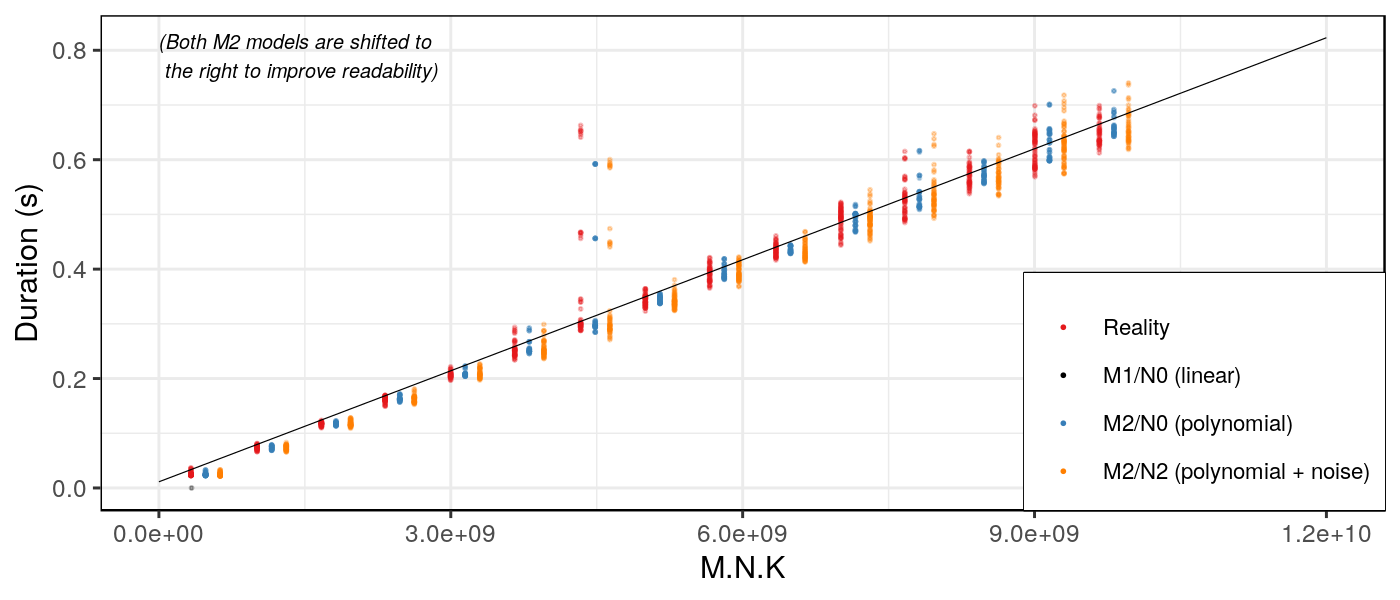 (Both M2 models are shifted to
the right to improve readability)
0.8
0.6
0.4
0.2
0.0
Duration (s)
0.0e+00
3.0e+09
6.0e+09
9.0e+09
1.2e+10
M.N.K
Reality
M1/N0 (linear)
M2/N0 (polynomial)
M2/N2 (polynomial + noise)